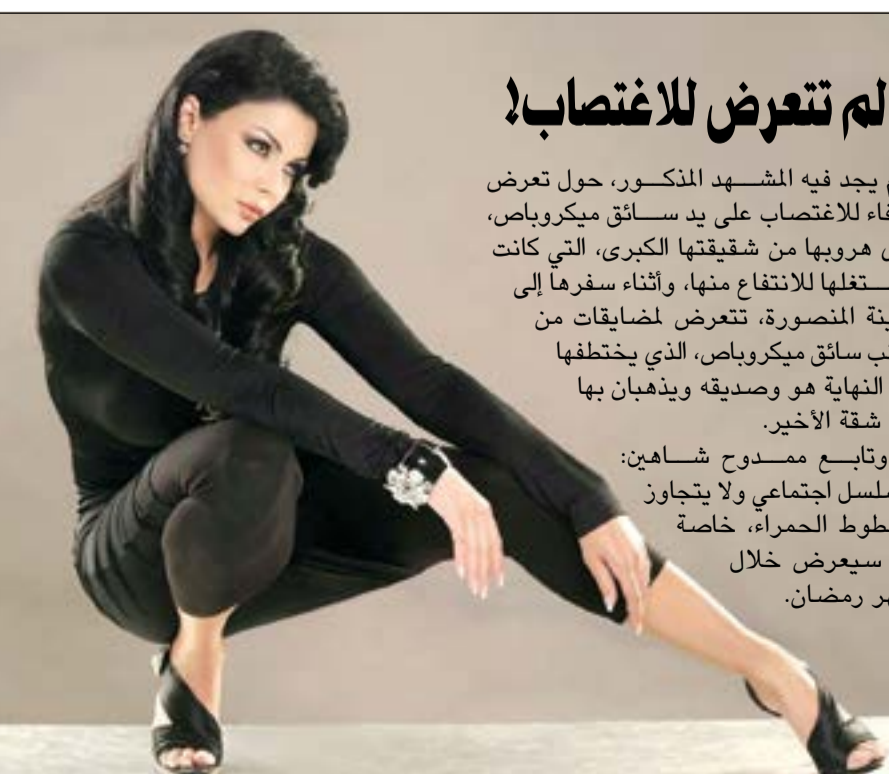 لم تتعرض للاغتصاب!
يجد فيه المشهد المذكور، حول تعرض
فاء للاغتصاب على يد سائق ميكروباص،
هروبها من شقيقتها الكبرى، التي كانت
ستغلها للانتفاع منها، وأثناء سفرها إلى
ينة المنصورة، تتعرض لمضايقات من
نب سائق ميكروباص، الذي يختطفها
النهاية هو وصديقه ويذهبان بها
شقة الأخير.
وتابع ممدوح شاهين:
سلسل اجتماعي ولا يتجاوز
طوط الحمراء، خاصة
سيعرض خلال
هر رمضان.